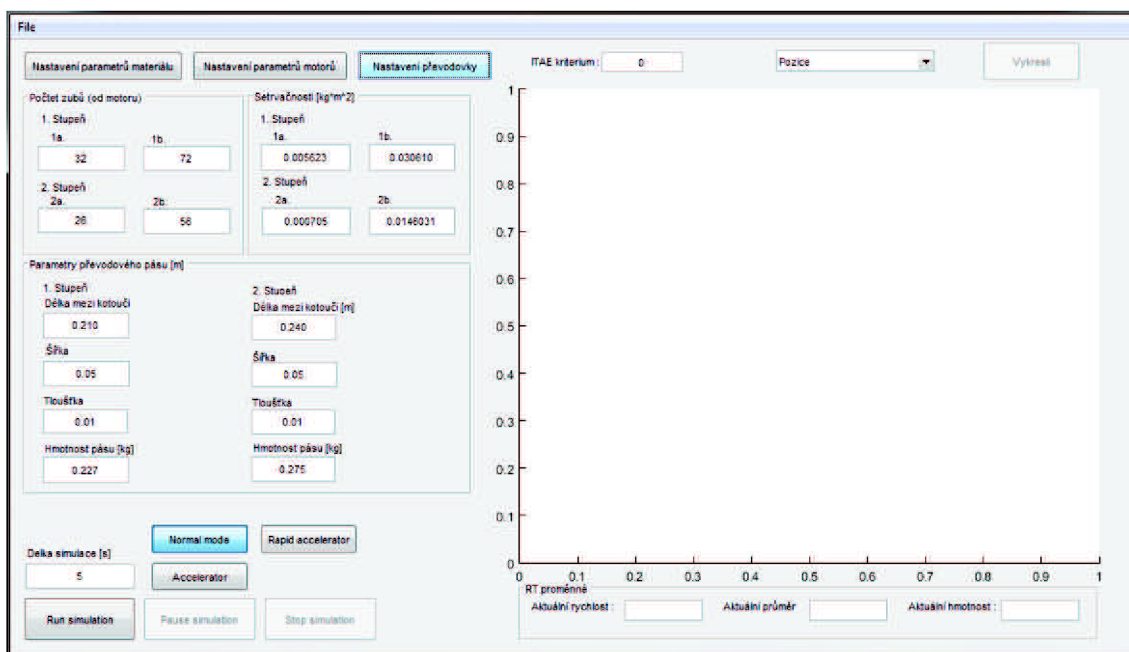 File
Nastavení parametrů materiálu
Nastavení parametrů motorů
Nastavení převodovky
ITAE kriterium :
0
Pozice
Vykresli
Počet zubů (od motoru)
1. Stupeň
1a.
1b.
32
72
2. Stupeň
2a.
2b.
26
56
Setrvačnosti [kg*m^2]
1. Stupeň
1a.
1b.
0.005623
0.030610
2. Stupeň
2a.
2b.
0.000705
0.0146031
Parametry převodového pásu [m]
1. Stupeň
Délka mezi kotouči
0.210
Šířka
0.05
Tloušťka
0.01
Hmotnost pásu [kg]
0.227
2. Stupeň
Délka mezi kotouči [m]
0.240
Šířka
0.05
Tloušťka
0.01
Hmotnost pásu [kg]
0.275
Normal mode
Rapid accelerator
Delka simulace [s]
5
Accelerator
Run simulation
Pause simulation
Stop simulation
1
0.9
0.8
0.7
0.6
0.5
0.4
0.3
0.2
0.1
0
0 0.1 0.2 0.3 0.4 0.5 0.6 0.7 0.8 0.9 1
RT proměnné
Aktuální rychlost :
Aktuální průměr
Aktuální hmotnost :